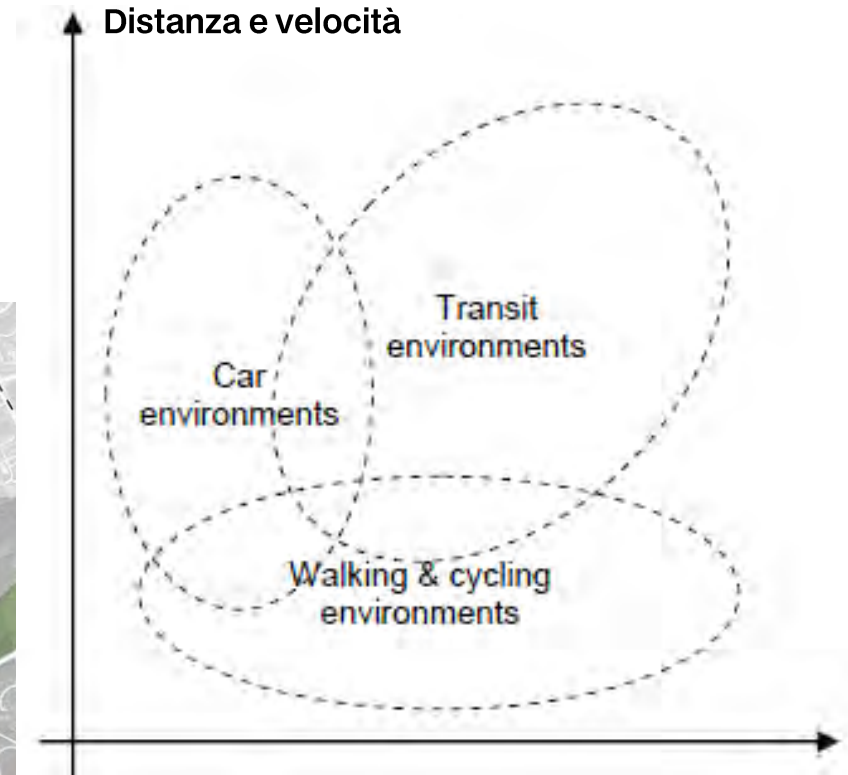 Distanza e velocità
Transit
environments
Car
environments
Walking & cycling
environments